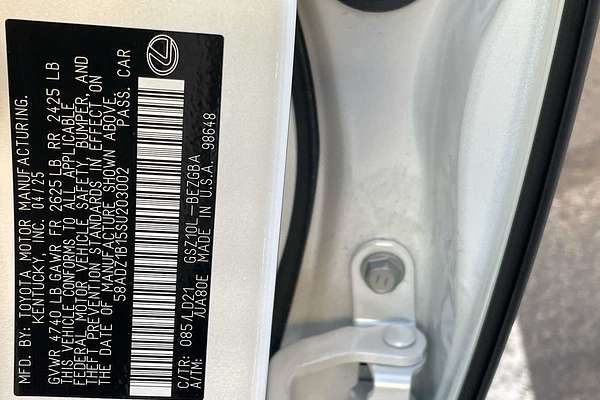 MFD. BY: TOYOTA MOTOR MANUFACTURING.
KENTUCKY, INC. 04/25
GVWR 4740 LB GAWR FR 2625 LB RR 2425 LB
THIS VEHICLE CONFORMS TO ALL APPLICABLE
FEDERAL MOTOR VEHICLE SAFETY, BUMPER, AND
THEFT PREVENTION STANDARDS IN EFFECT ON
THE DATE OF MANUFACTURE SHOWN ABOVE.
58ADZ1B15SU203002 PASS. CAR
C/TR: 085/LD21 GSZ10L-BEZGBA
A/TM: /UA80E MADE IN U.S.A. 98648